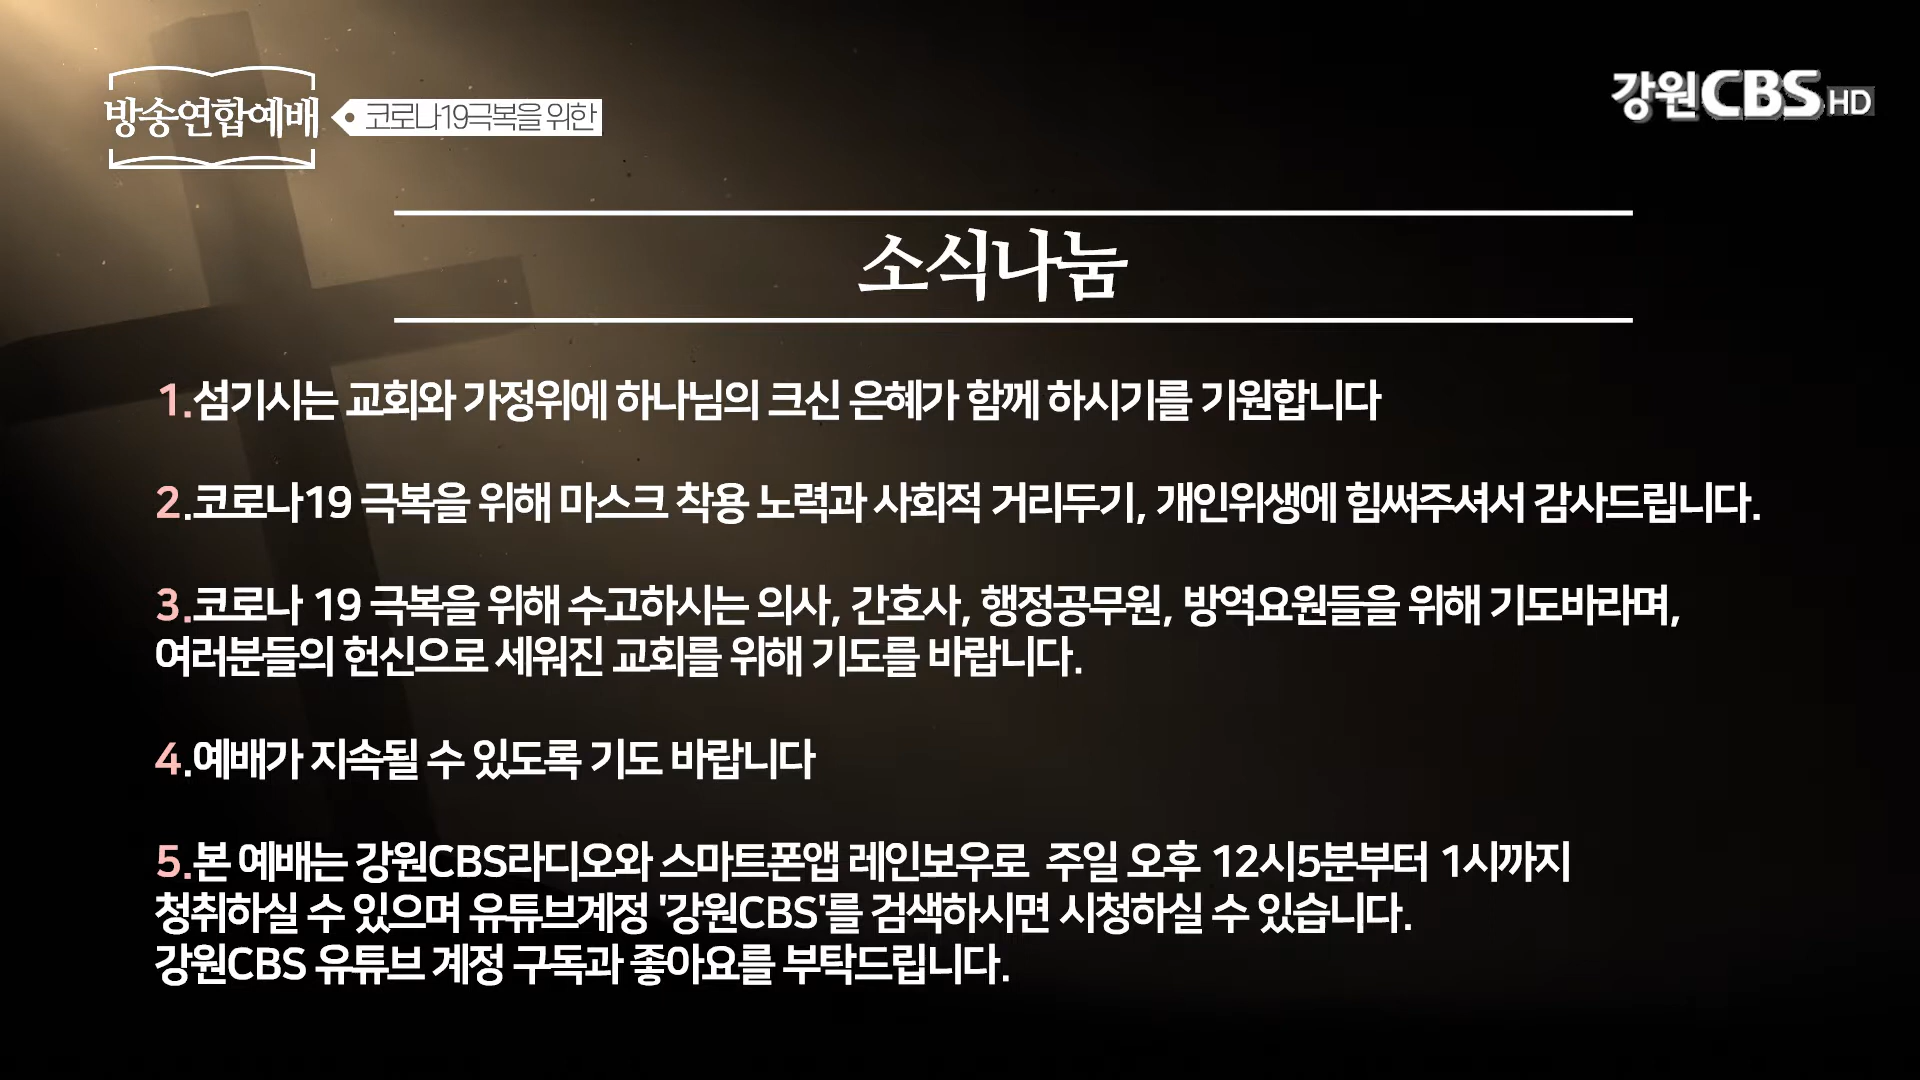 방송연합예배
코로나19극복을 위한
강원CBS HD
소식나눔
1.섬기시는 교회와 가정위에 하나님의 크신 은혜가 함께 하시기를 기원합니다
2.코로나19 극복을 위해 마스크 착용 노력과 사회적 거리두기, 개인위생에 힘써주셔서 감사드립니다.
3.코로나 19 극복을 위해 수고하시는 의사, 간호사, 행정공무원, 방역요원들을 위해 기도바라며,
여러분들의 헌신으로 세워진 교회를 위해 기도를 바랍니다.
4.예배가 지속될 수 있도록 기도 바랍니다
5.본 예배는 강원CBS라디오와 스마트폰앱 레인보우로 주일 오후 12시5분부터 1시까지
청취하실 수 있으며 유튜브계정 '강원CBS'를 검색하시면 시청하실 수 있습니다.
강원CBS 유튜브 계정 구독과 좋아요를 부탁드립니다.